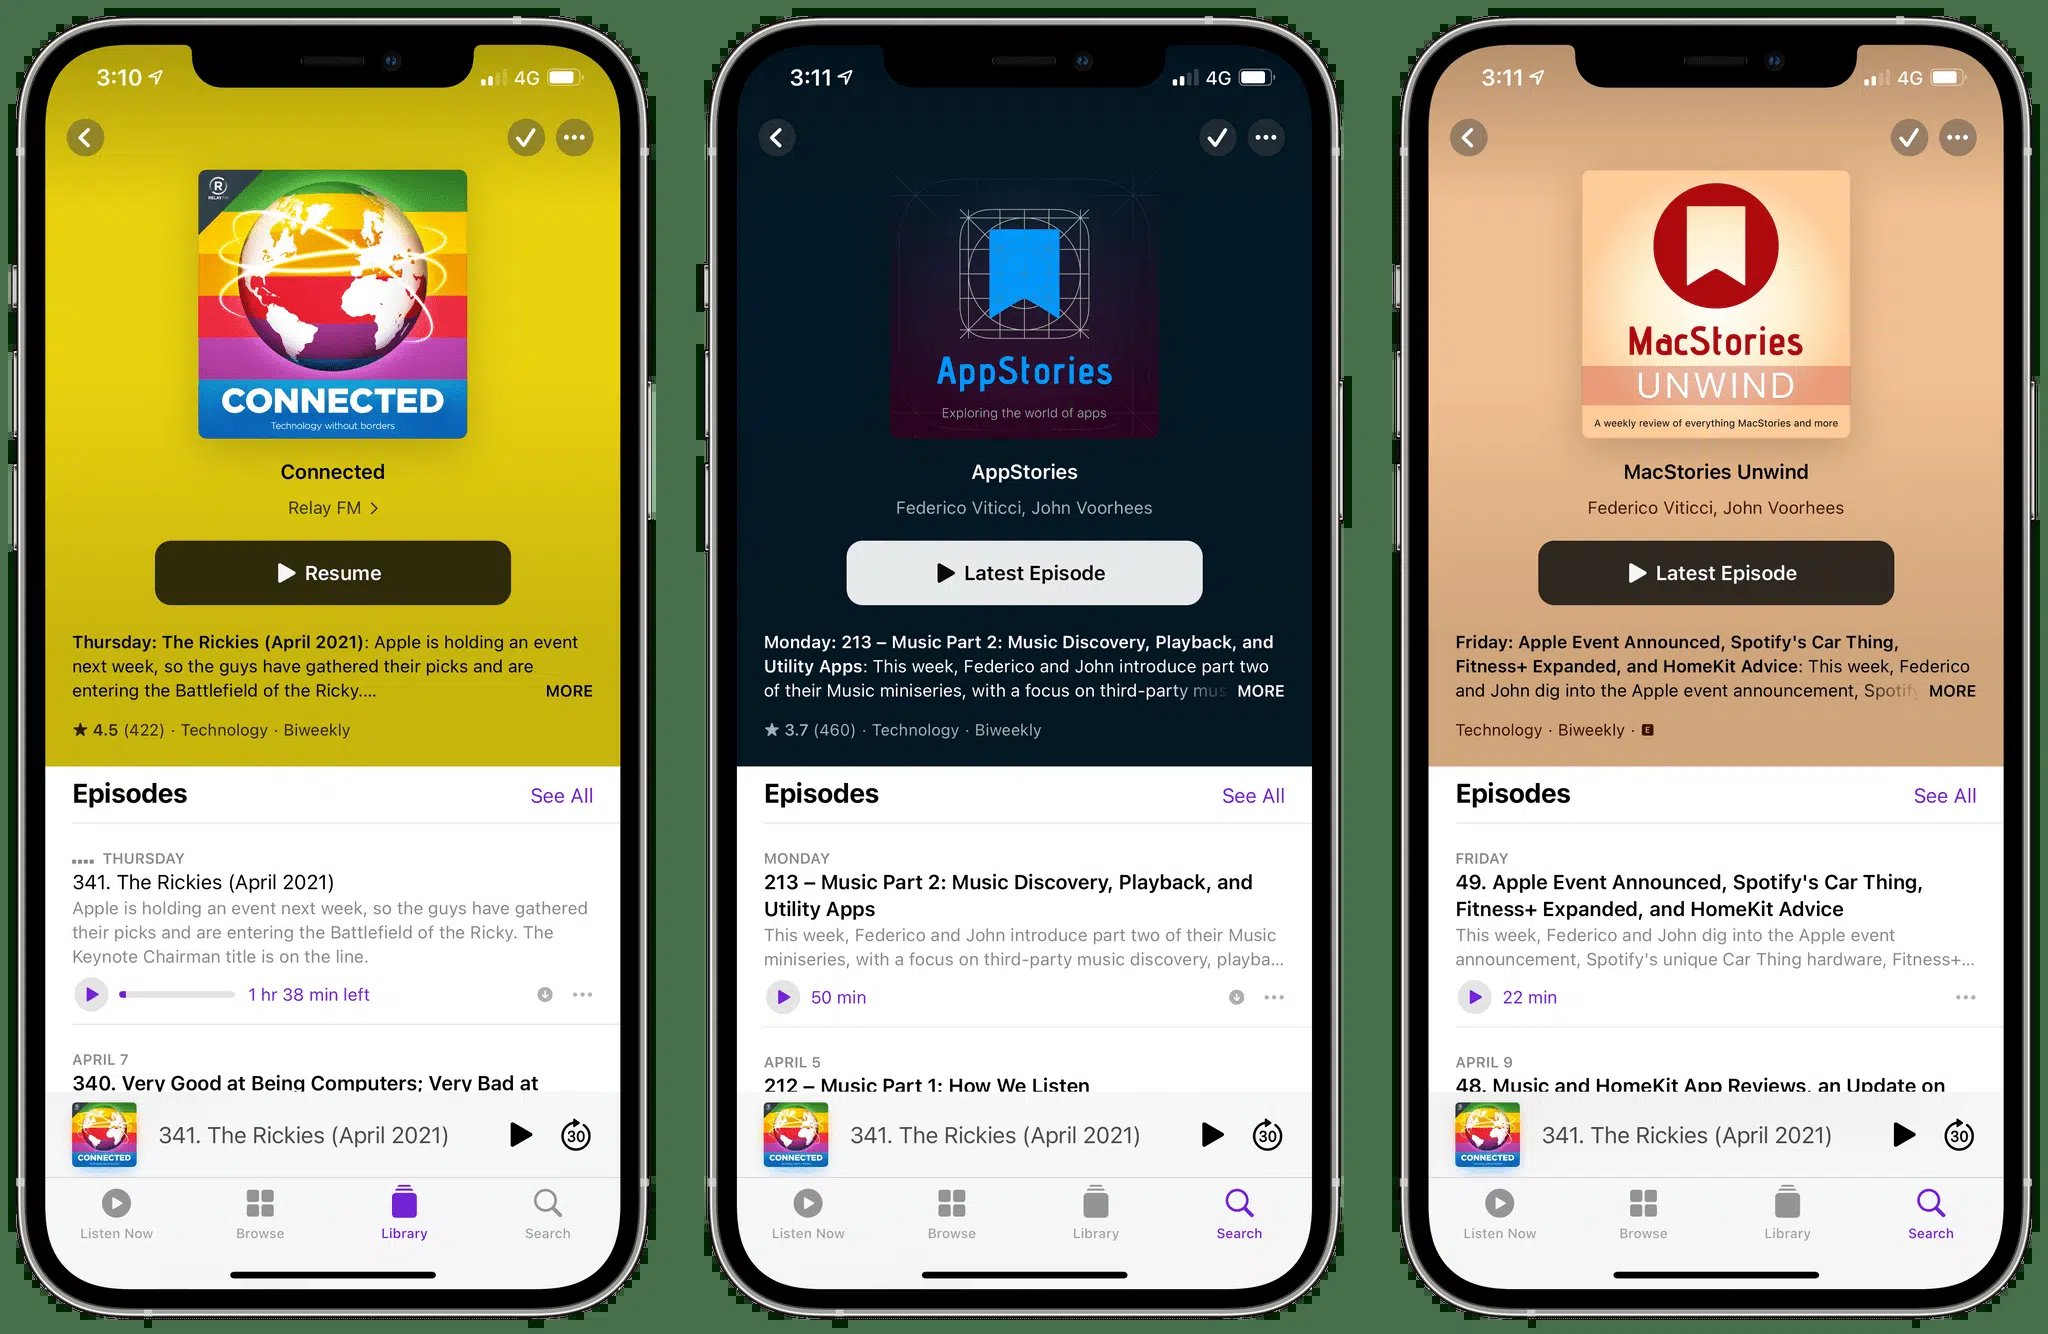 3:10
4G
RELAY FM
CONNECTED
Technology without borders
Connected
Relay FM
Resume
Thursday: The Rickies (April 2021): Apple is holding an event
next week, so the guys have gathered their picks and are
entering the Battlefield of the Ricky.... MORE
4.5 (422) · Technology · Biweekly
Episodes
See All
THURSDAY
341. The Rickies (April 2021)
Apple is holding an event next week, so the guys have gathered
their picks and are entering the Battlefield of the Ricky. The
Keynote Chairman title is on the line.
1 hr 38 min left
APRIL 7
340. Very Good at Being Computers; Very Bad at
CONNECTED
341. The Rickies (April 2021)
30
Listen Now
Browse
Library
Search
3:11
4G
AppStories
Exploring the world of apps
AppStories
Federico Viticci, John Voorhees
Latest Episode
Monday: 213 – Music Part 2: Music Discovery, Playback, and
Utility Apps: This week, Federico and John introduce part two
of their Music miniseries, with a focus on third-party mus MORE
3.7 (460) · Technology · Biweekly
Episodes
See All
MONDAY
213 – Music Part 2: Music Discovery, Playback, and
Utility Apps
This week, Federico and John introduce part two of their Music
miniseries, with a focus on third-party music discovery, playba...
50 min
APRIL 5
212 – Music Part 1: How We Listen
CONNECTED
341. The Rickies (April 2021)
30
Listen Now
Browse
Library
Search
3:11
4G
MacStories
UNWIND
A weekly review of everything MacStories and more
MacStories Unwind
Federico Viticci, John Voorhees
Latest Episode
Friday: Apple Event Announced, Spotify's Car Thing,
Fitness+ Expanded, and HomeKit Advice: This week, Federico
and John dig into the Apple event announcement, Spotify MORE
Technology · Biweekly · E
Episodes
See All
FRIDAY
49. Apple Event Announced, Spotify's Car Thing,
Fitness+ Expanded, and HomeKit Advice
This week, Federico and John dig into the Apple event
announcement, Spotify's unique Car Thing hardware, Fitness+...
22 min
APRIL 9
48. Music and HomeKit App Reviews, an Update on
CONNECTED
341. The Rickies (April 2021)
30
Listen Now
Browse
Library
Search